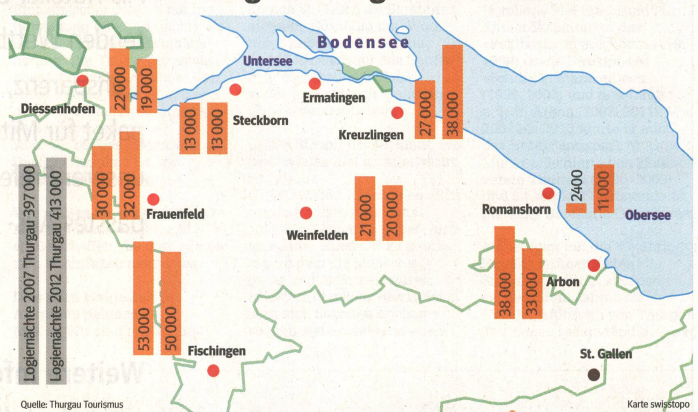 Bodensee
Untersee
22 000
19 000
Diessenhofen
13 000
13 000
Steckborn
Ermatingen
Kreuzlingen
27 000
38 000
Logiernächte 2007 Thurgau 397 000
Logiernächte 2012 Thurgau 413 000
30 000
32 000
Frauenfeld
21 000
20 000
Weinfelden
Romanshorn
2400
11 000
Obersee
38 000
33 000
Arbon
53 000
50 000
Fischingen
St. Gallen
Quelle: Thurgau Tourismus
Karte swisstopo